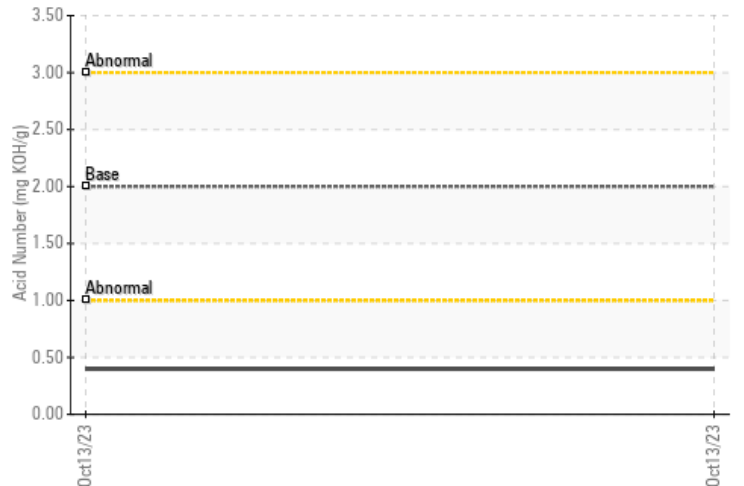 3.50
Abnormal
3.00
2.50
Base
2.00
1.50
Abnormal
1.00
0.50
0.00
Acid Number (mg KOH/g)
Oct13/23
Oct13/23